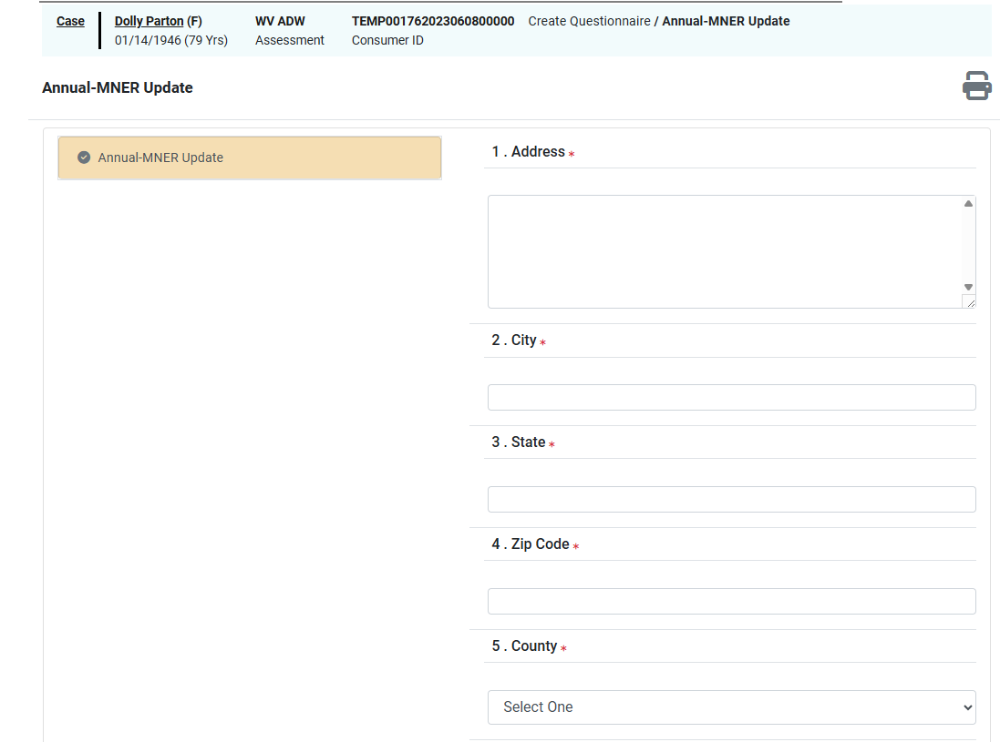 Case Dolly Parton (F) WV ADW TEMP001762023060800000 Create Questionnaire / Annual-MNER Update
01/14/1946 (79 Yrs) Assessment Consumer ID
Annual-MNER Update
Annual-MNER Update
1 . Address *
2 . City *
3 . State *
4 . Zip Code *
5 . County *
Select One